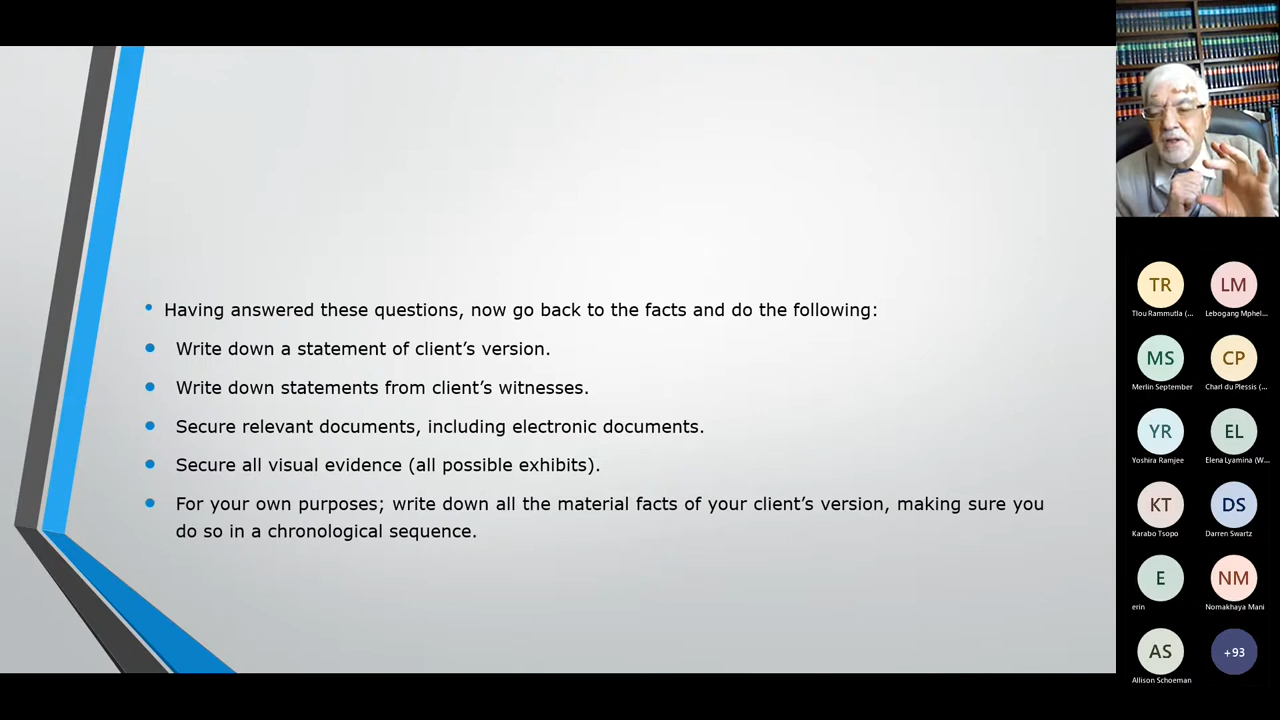 Having answered these questions, now go back to the facts and do the following:
Write down a statement of client’s version.
Write down statements from client’s witnesses.
Secure relevant documents, including electronic documents.
Secure all visual evidence (all possible exhibits).
For your own purposes; write down all the material facts of your client’s version, making sure you
do so in a chronological sequence.
TR
LM
Tlou Rammutla (...
Lebogang Mphel...
MS
CP
Merlin September
Charl du Plessis (...
YR
EL
Yoshira Ramjee
Elena Lyamina (W...
KT
DS
Karabo Tsopo
Darren Swartz
E
NM
erin
Nomakhaya Mani
AS
+93
Allison Schoeman